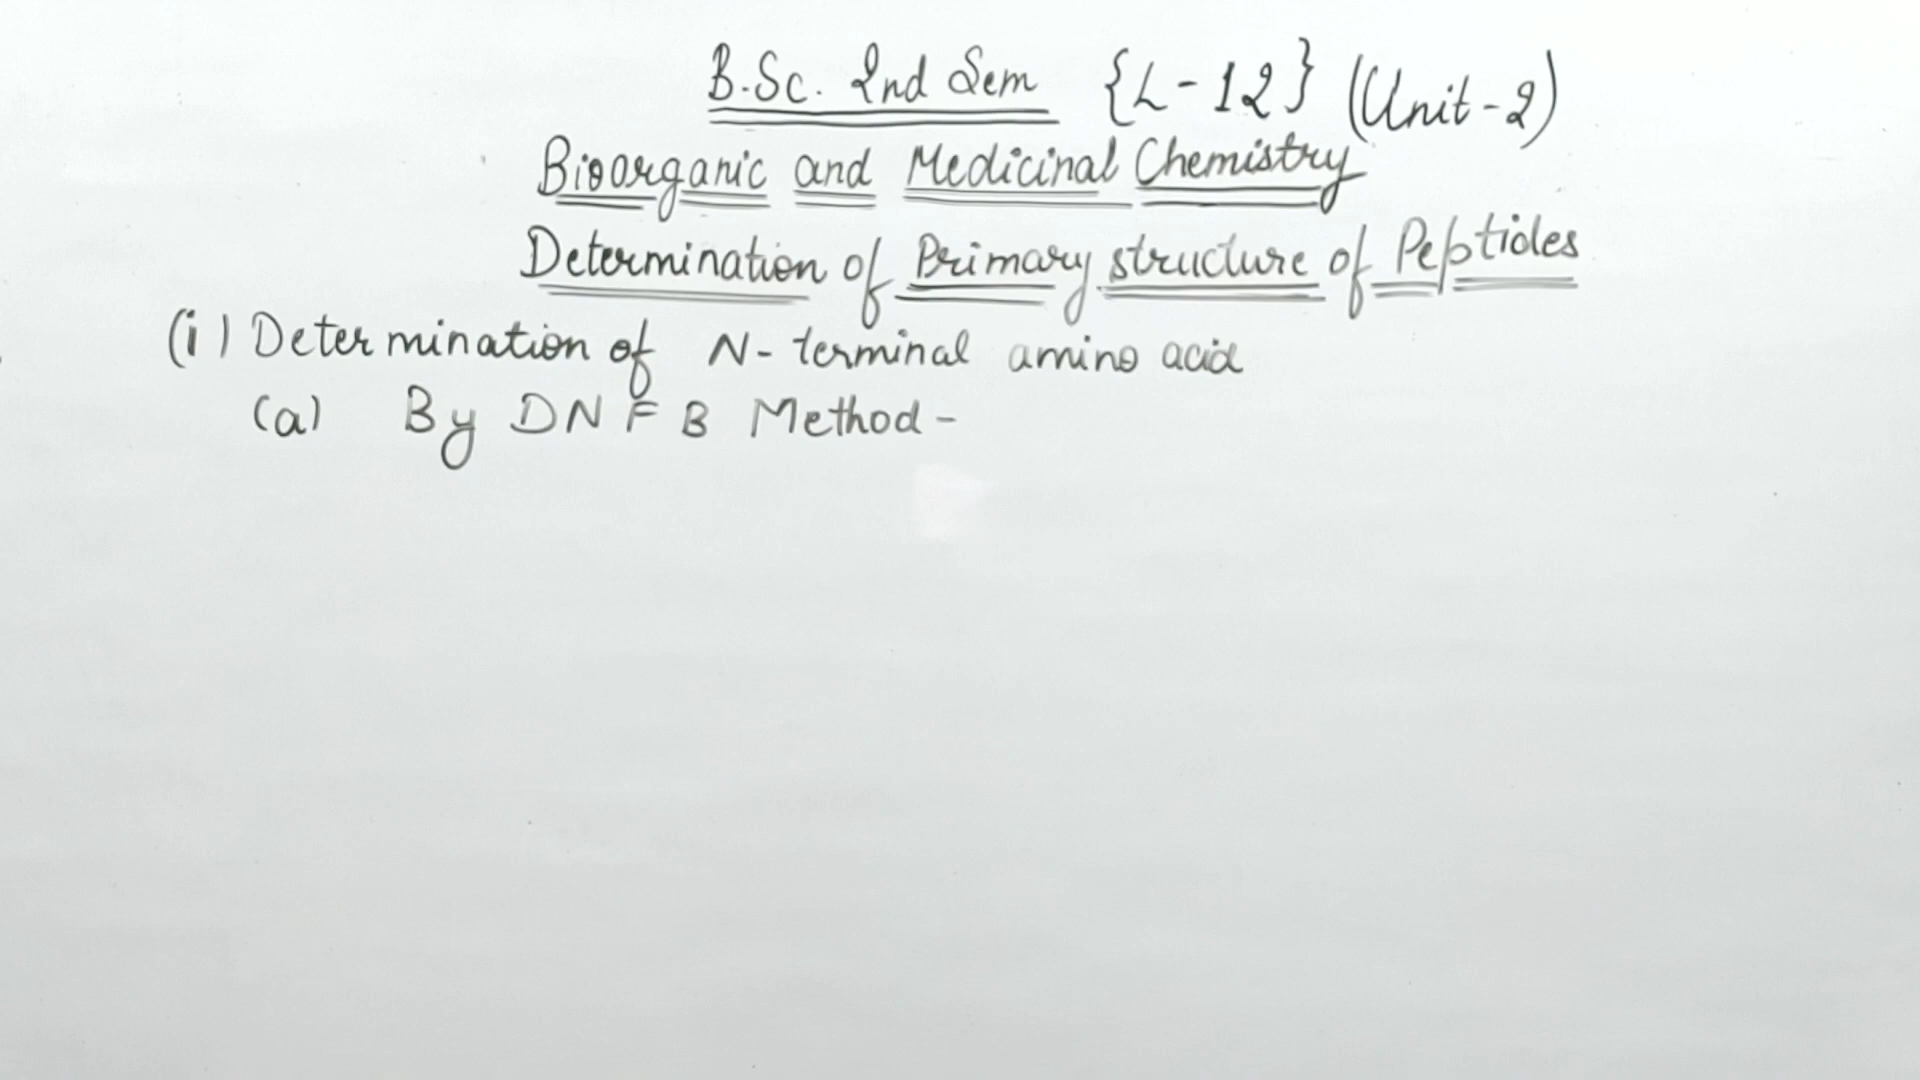 B.Sc. 2nd Sem {L-12} (Unit-2)
Bioorganic and Medicinal Chemistry
Determination of Primary structure of Peptides
(i) Determination of N-terminal amino acid
(a) By DNFB Method-